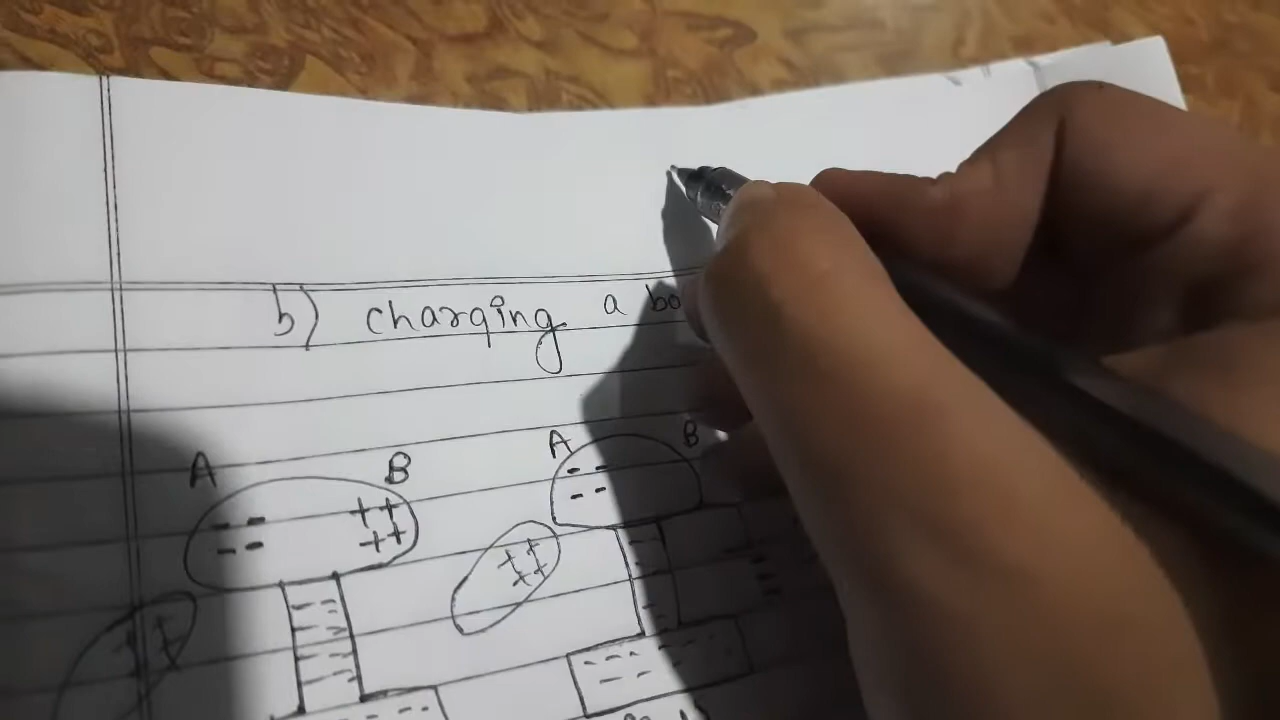 b) charging a bo
A B
A B
-- ++
-- ++
--
--
++
++